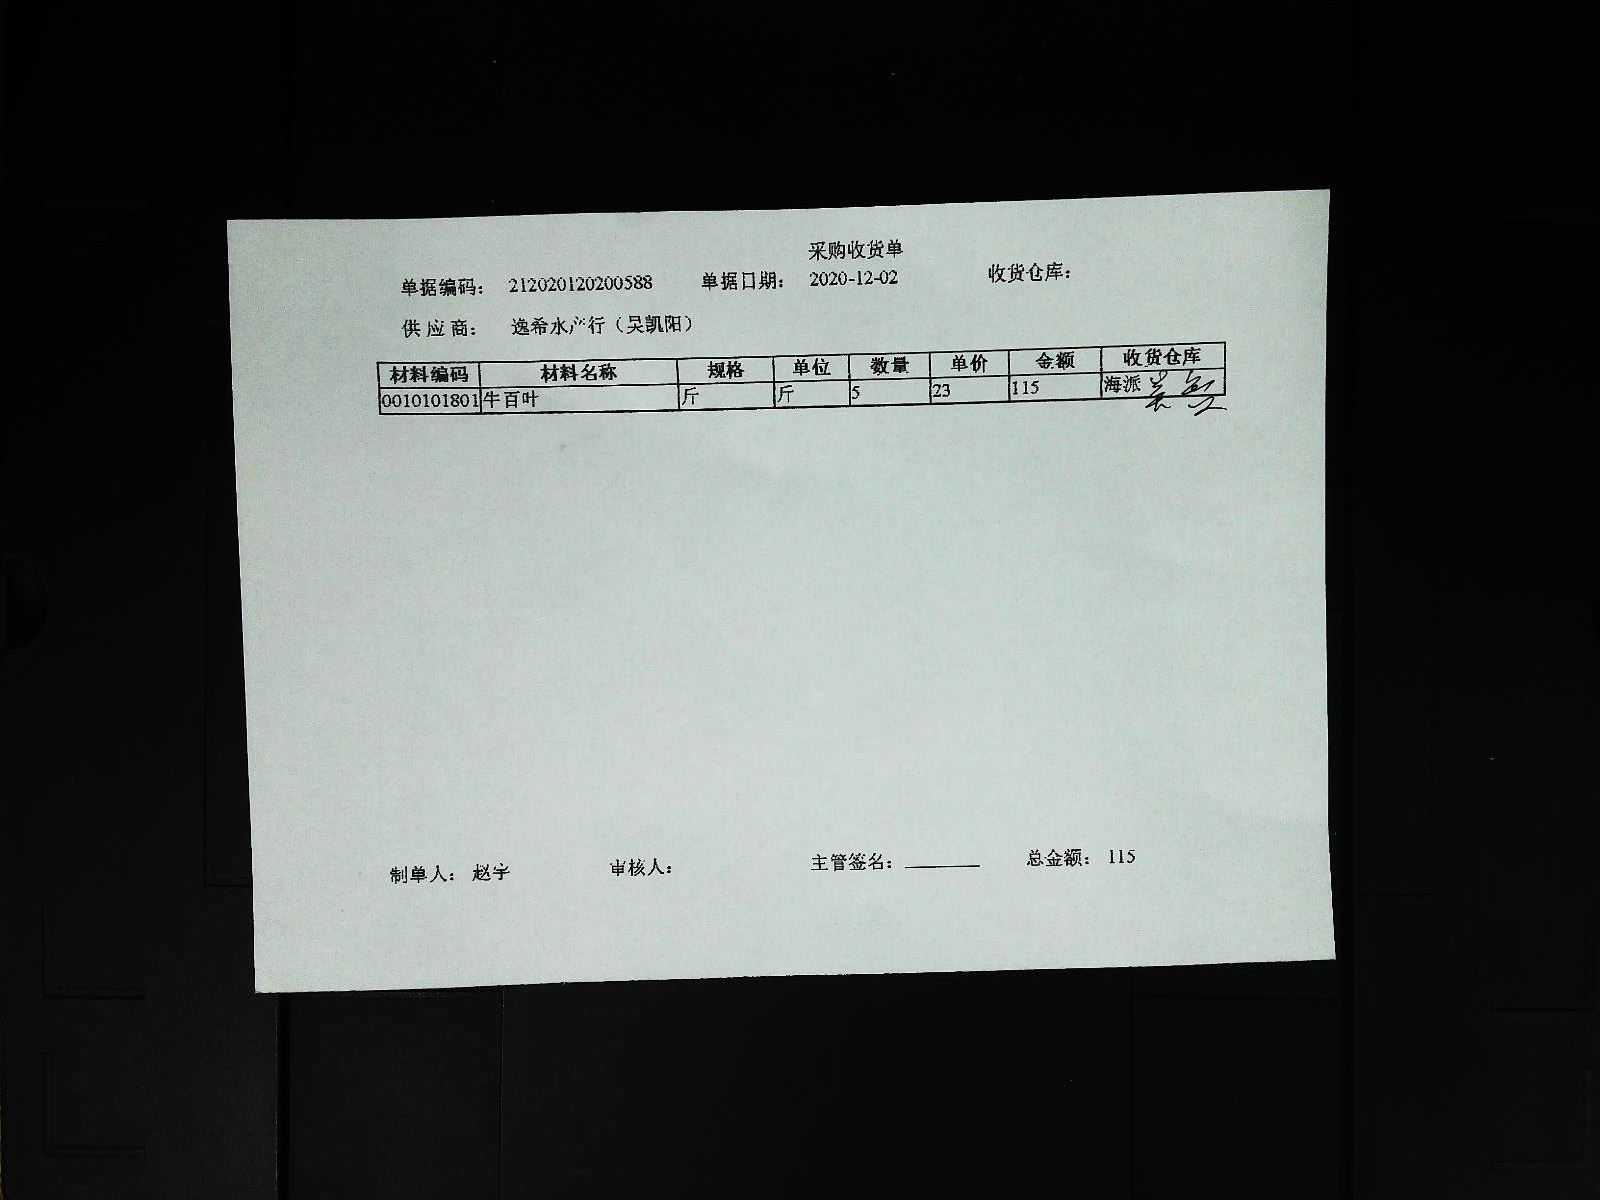 采购收货单
单据编码： 212020120200588 单据日期： 2020-12-02 收货仓库：
供应商： 逸希水产行（吴凯阳）
材料编码 材料名称 规格 单位 数量 单价 金额 收货仓库
0010101801 牛百叶 斤 斤 5 23 115 海派
制单人： 赵宇 审核人： 主管签名： 总金额： 115